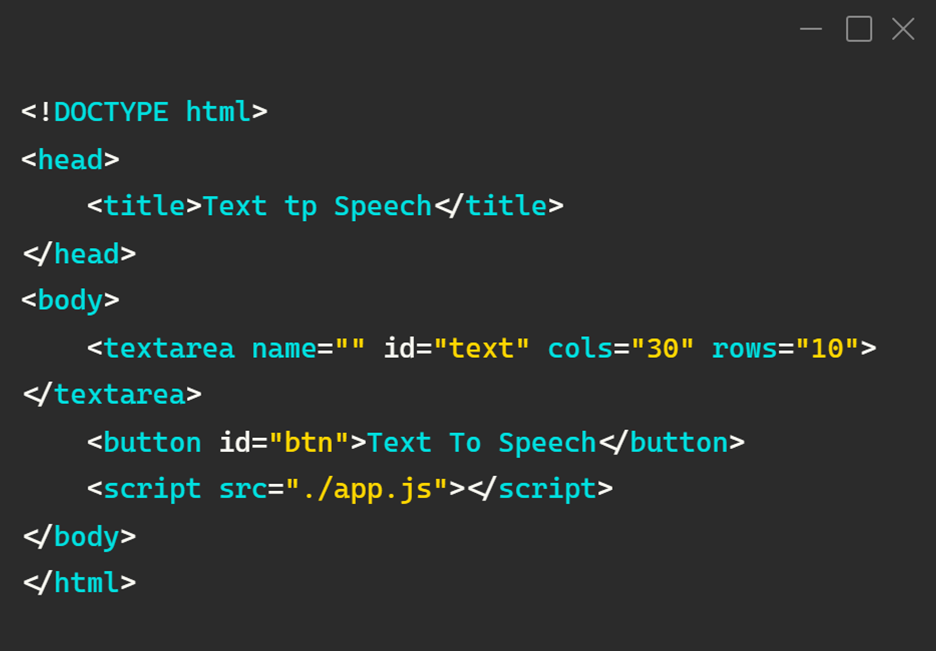 <!DOCTYPE html>
<head>
    <title>Text tp Speech</title>
</head>
<body>
    <textarea name="" id="text" cols="30" rows="10">
</textarea>
    <button id="btn">Text To Speech</button>
    <script src="./app.js"></script>
</body>
</html>